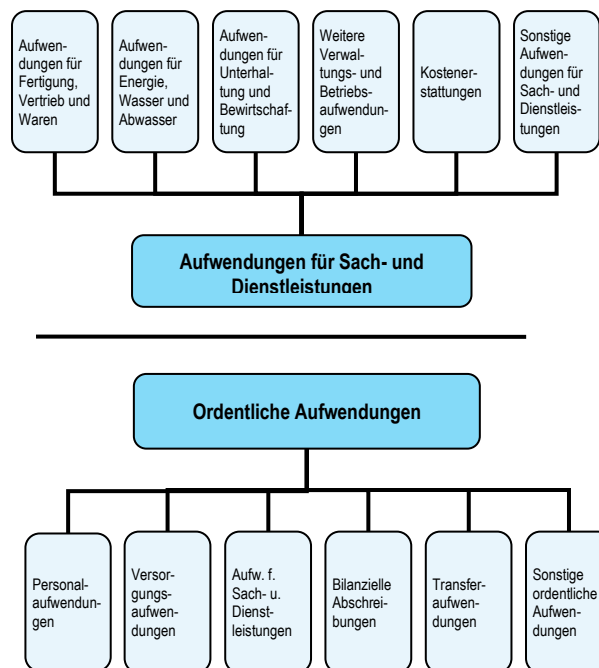 Aufwen-
dungen für
Fertigung,
Vertrieb und
Waren
Aufwen-
dungen für
Energie,
Wasser und
Abwasser
Aufwen-
dungen für
Unterhal-
tung und
Bewirtschaf-
tung
Weitere
Verwal-
tungs- und
Betriebs-
aufwendun-
gen
Kostener-
stattungen
Sonstige
Aufwen-
dungen für
Sach- und
Dienstleis-
tungen
Aufwendungen für Sach- und
Dienstleistungen
Ordentliche Aufwendungen
Personal-
aufwendun-
gen
Versor-
gungs-
aufwen-
dungen
Aufw. f.
Sach- u.
Dienst-
leistungen
Bilanzielle
Abschrei-
bungen
Transfer-
aufwen-
dungen
Sonstige
ordentliche
Aufwen-
dungen